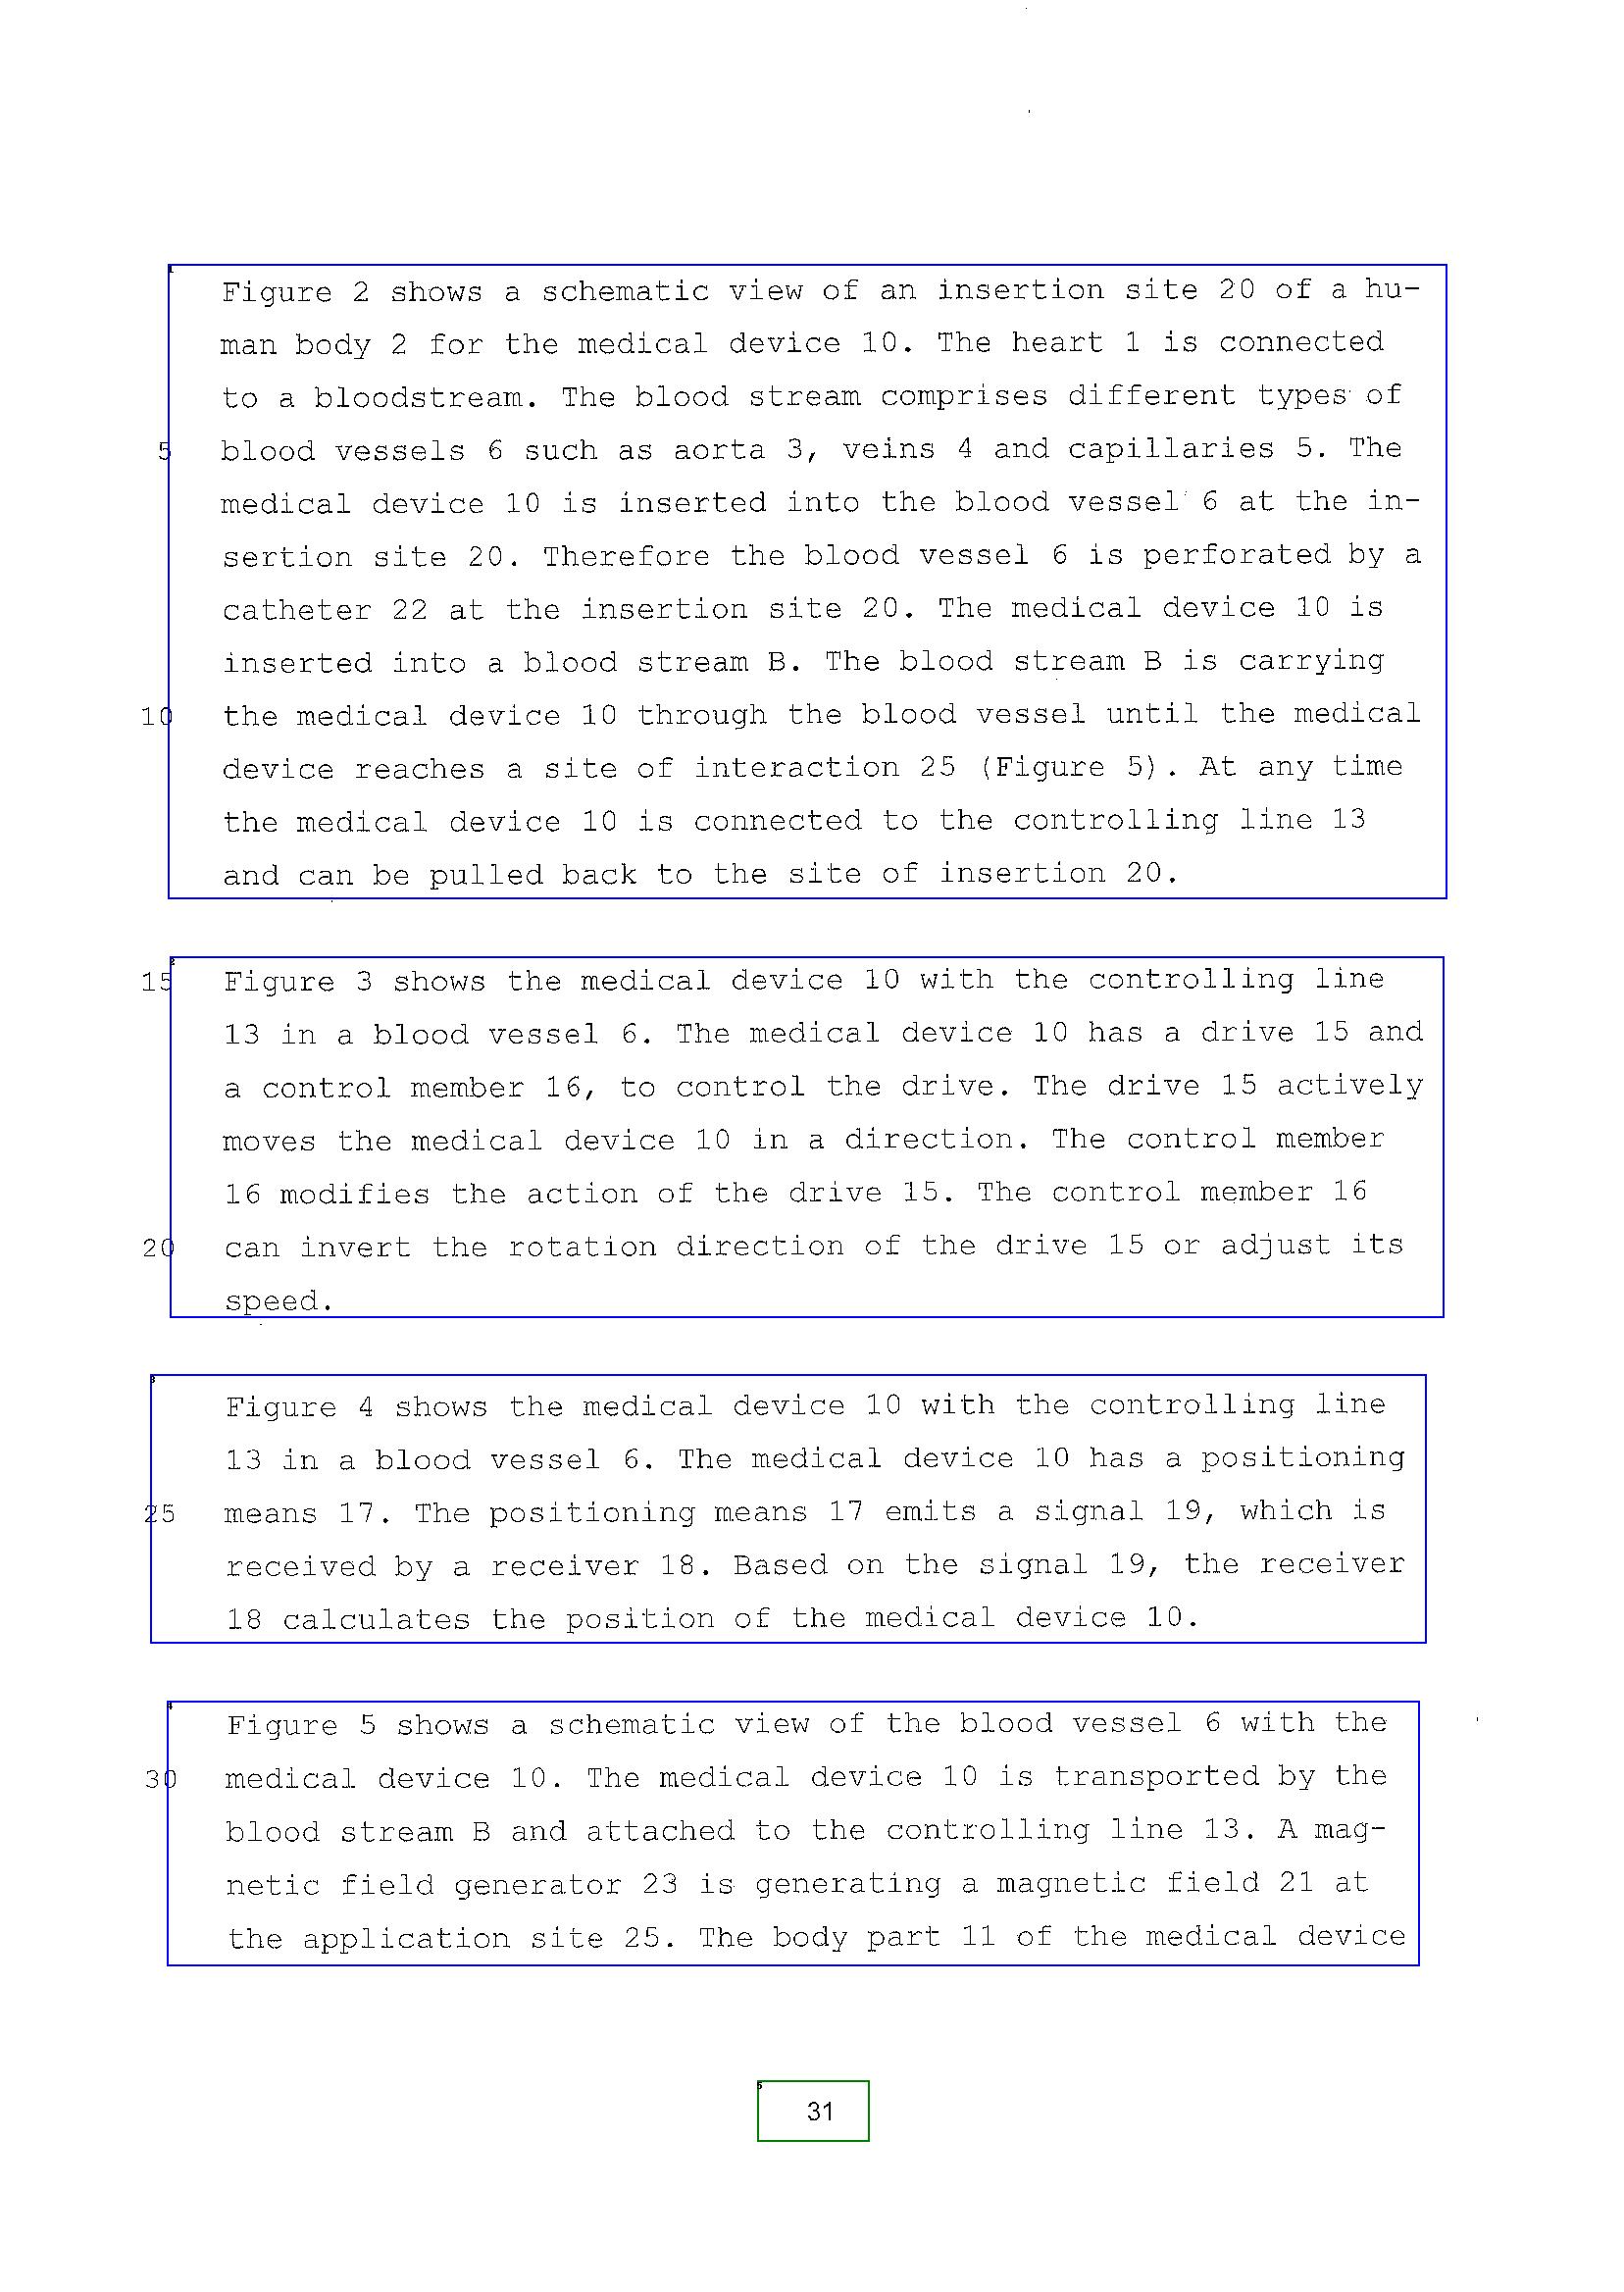 Figure 2 shows a schematic view of an insertion site 20 of a hu-
man body 2 for the medical device 10. The heart 1 is connected
to a bloodstream. The blood stream comprises different types of
5 blood vessels 6 such as aorta 3, veins 4 and capillaries 5. The
medical device 10 is inserted into the blood vessel 6 at the in-
sertion site 20. Therefore the blood vessel 6 is perforated by a
catheter 22 at the insertion site 20. The medical device 10 is
inserted into a blood stream B. The blood stream B is carrying
10 the medical device 10 through the blood vessel until the medical
device reaches a site of interaction 25 (Figure 5). At any time
the medical device 10 is connected to the controlling line 13
and can be pulled back to the site of insertion 20.
15 Figure 3 shows the medical device 10 with the controlling line
13 in a blood vessel 6. The medical device 10 has a drive 15 and
a control member 16, to control the drive. The drive 15 actively
moves the medical device 10 in a direction. The control member
16 modifies the action of the drive 15. The control member 16
20 can invert the rotation direction of the drive 15 or adjust its
speed.
Figure 4 shows the medical device 10 with the controlling line
13 in a blood vessel 6. The medical device 10 has a positioning
25 means 17. The positioning means 17 emits a signal 19, which is
received by a receiver 18. Based on the signal 19, the receiver
18 calculates the position of the medical device 10.
Figure 5 shows a schematic view of the blood vessel 6 with the
30 medical device 10. The medical device 10 is transported by the
blood stream B and attached to the controlling line 13. A mag-
netic field generator 23 is generating a magnetic field 21 at
the application site 25. The body part 11 of the medical device
31